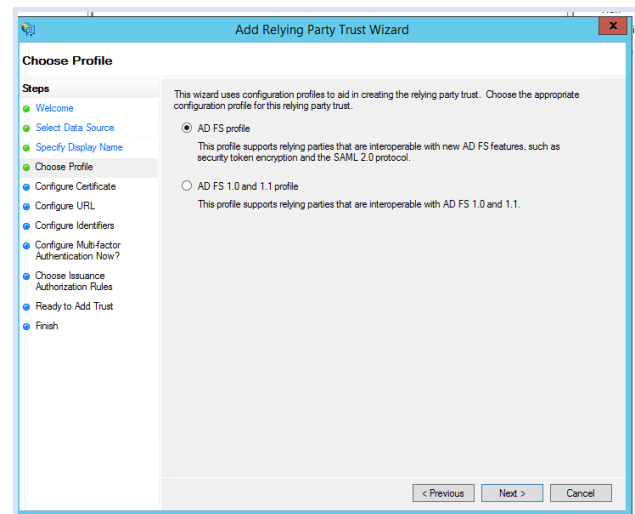 Add Relying Party Trust Wizard
x
Choose Profile
Steps
Welcome
Select Data Source
Specify Display Name
Choose Profile
Configure Certificate
Configure URL
Configure Identifiers
Configure Multi-factor
Authentication Now?
Choose Issuance
Authorization Rules
Ready to Add Trust
Finish
This wizard uses configuration profiles to aid in creating the relying party trust. Choose the appropriate
configuration profile for this relying party trust.
AD FS profile
This profile supports relying parties that are interoperable with new AD FS features, such as
security token encryption and the SAML 2.0 protocol.
AD FS 1.0 and 1.1 profile
This profile supports relying parties that are interoperable with AD FS 1.0 and 1.1.
< Previous
Next >
Cancel